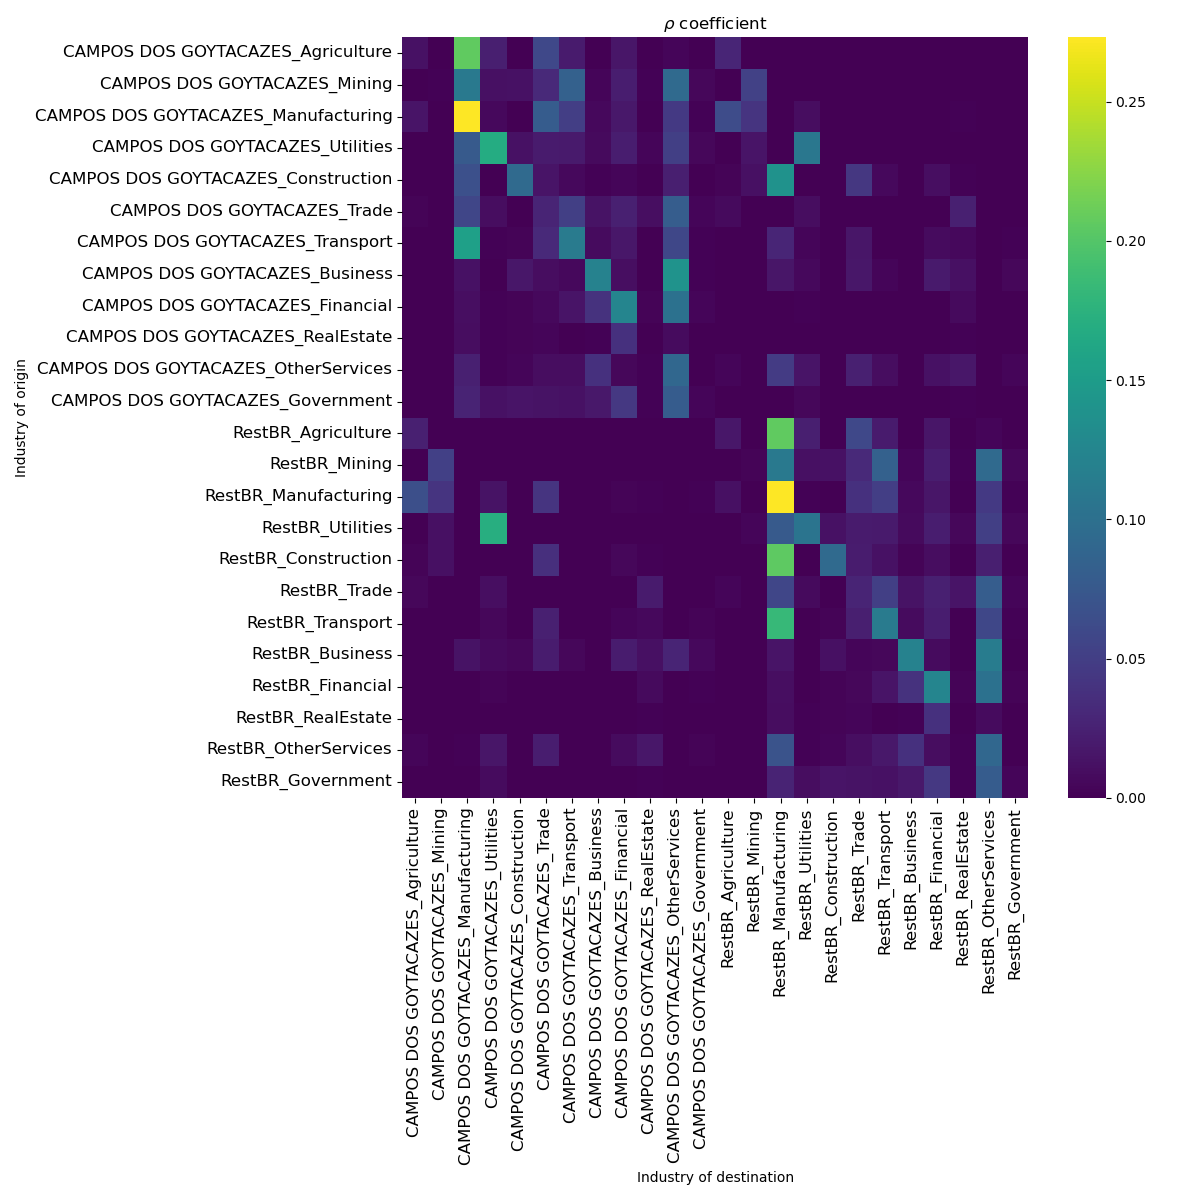 ρ coefficient
CAMPOS DOS GOYTACAZES_Agriculture
CAMPOS DOS GOYTACAZES_Mining
CAMPOS DOS GOYTACAZES_Manufacturing
CAMPOS DOS GOYTACAZES_Utilities
CAMPOS DOS GOYTACAZES_Construction
CAMPOS DOS GOYTACAZES_Trade
CAMPOS DOS GOYTACAZES_Transport
CAMPOS DOS GOYTACAZES_Business
CAMPOS DOS GOYTACAZES_Financial
CAMPOS DOS GOYTACAZES_RealEstate
CAMPOS DOS GOYTACAZES_OtherServices
CAMPOS DOS GOYTACAZES_Government
RestBR_Agriculture
RestBR_Mining
RestBR_Manufacturing
RestBR_Utilities
RestBR_Construction
RestBR_Trade
RestBR_Transport
RestBR_Business
RestBR_Financial
RestBR_RealEstate
RestBR_OtherServices
RestBR_Government
Industry of origin
CAMPOS DOS GOYTACAZES_Agriculture
CAMPOS DOS GOYTACAZES_Mining
CAMPOS DOS GOYTACAZES_Manufacturing
CAMPOS DOS GOYTACAZES_Utilities
CAMPOS DOS GOYTACAZES_Construction
CAMPOS DOS GOYTACAZES_Trade
CAMPOS DOS GOYTACAZES_Transport
CAMPOS DOS GOYTACAZES_Business
CAMPOS DOS GOYTACAZES_Financial
CAMPOS DOS GOYTACAZES_RealEstate
CAMPOS DOS GOYTACAZES_OtherServices
CAMPOS DOS GOYTACAZES_Government
RestBR_Agriculture
RestBR_Mining
RestBR_Manufacturing
RestBR_Utilities
RestBR_Construction
RestBR_Trade
RestBR_Transport
RestBR_Business
RestBR_Financial
RestBR_RealEstate
RestBR_OtherServices
RestBR_Government
Industry of destination
0.25
0.20
0.15
0.10
0.05
0.00